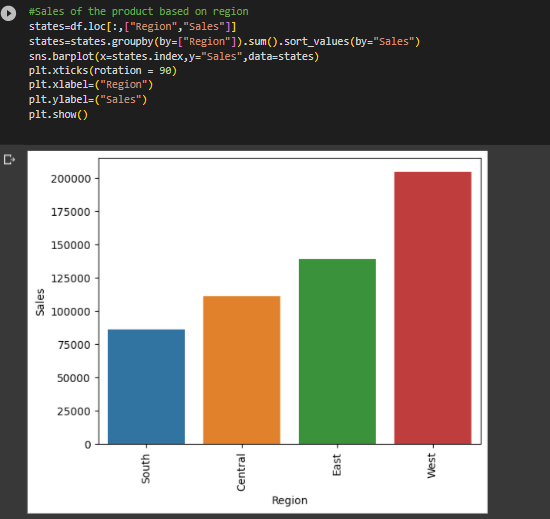 #Sales of the product based on region
states=df.loc[:,["Region","Sales"]]
states=states.groupby(by=["Region"]).sum().sort_values(by="Sales")
sns.barplot(x=states.index,y="Sales",data=states)
plt.xticks(rotation = 90)
plt.xlabel=("Region")
plt.ylabel=("Sales")
plt.show()
200000
175000
150000
125000
100000
75000
50000
25000
0
Sales
South
Central
East
West
Region